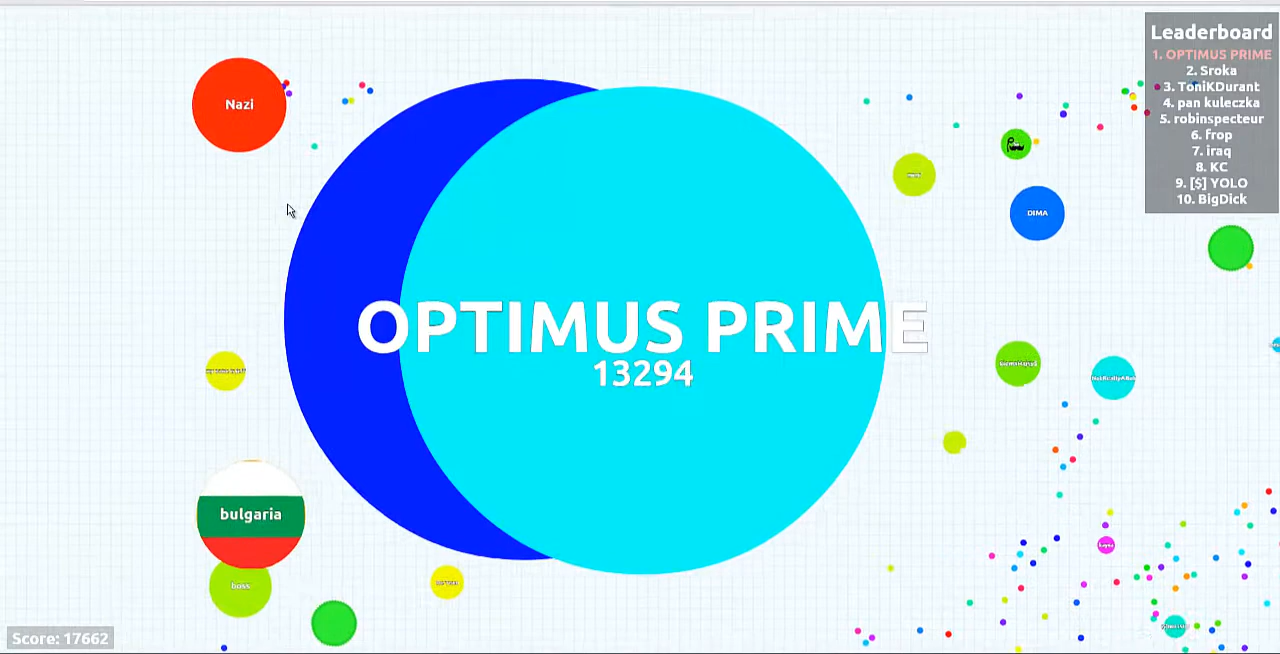 Leaderboard
1. OPTIMUS PRIME
2. Sroka
3. ToniKDurant
4. pan kuleczka
5. robinspecteur
6. frop
7. iraq
8. KC
9. [$] YOLO
10. BigDick
Nazi
DIMA
OPTIMUS PRIME
13294
bulgaria
boss
Score: 17662